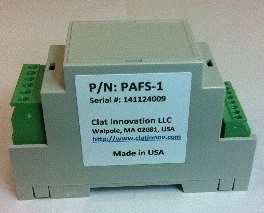 P/N: PAFS-1
Serial #: 141124009
Clat Innovation LLC
Walpole, MA 02081, USA
http://www.clatinnov.com
Made in USA